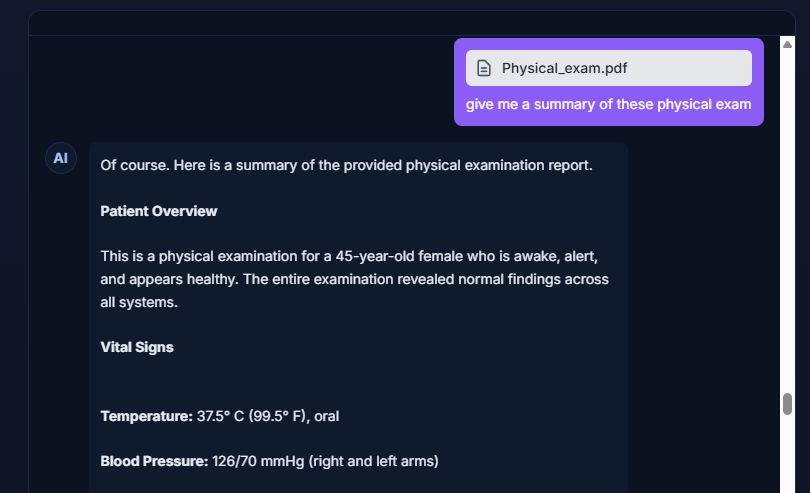 Physical_exam.pdf
give me a summary of these physical exam
AI
Of course. Here is a summary of the provided physical examination report.
Patient Overview
This is a physical examination for a 45-year-old female who is awake, alert,
and appears healthy. The entire examination revealed normal findings across
all systems.
Vital Signs
Temperature: 37.5° C (99.5° F), oral
Blood Pressure: 126/70 mmHg (right and left arms)